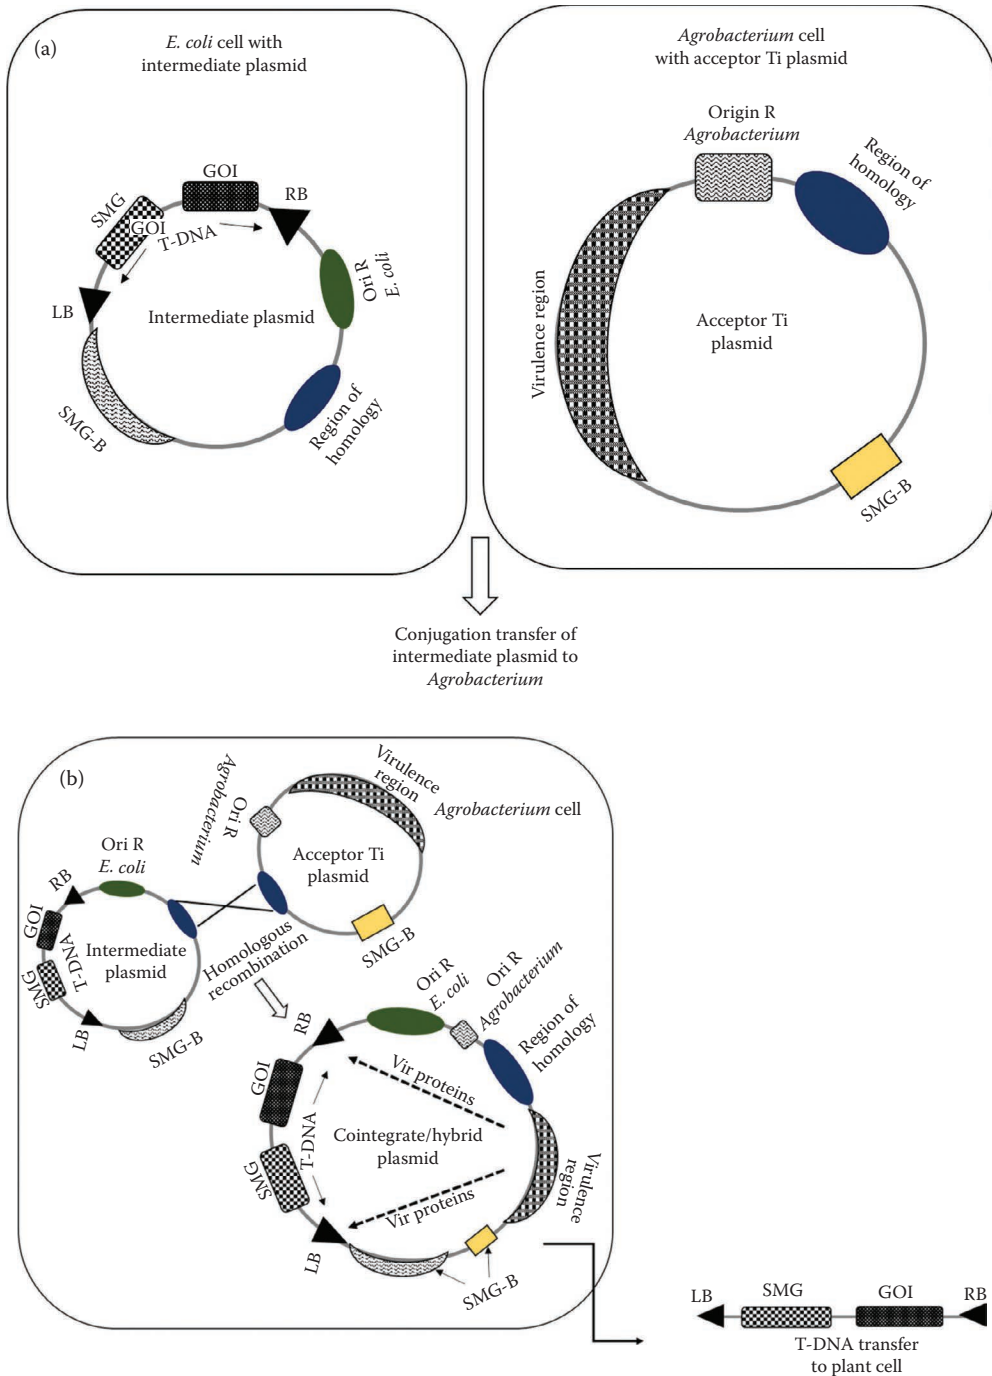 (a)
E. coli cell with
intermediate plasmid
GOI
RB
SMG
GOI
T-DNA
Ori R
E. coli
LB
Intermediate plasmid
SMG-B
Region of
homology
Agrobacterium cell
with acceptor Ti plasmid
Origin R
Agrobacterium
Region of
homology
Virulence region
Acceptor Ti
plasmid
SMG-B
Conjugation transfer of
intermediate plasmid to
Agrobacterium
(b)
Virulence
region
Agrobacterium cell
Ori R
Agrobacterium
Acceptor Ti
plasmid
SMG-B
Ori R
E. coli
RB
GOI
T-DNA
SMG
Intermediate
plasmid
LB
SMG-B
Homologous
recombination
Ori R
E. coli
Ori R
Agrobacterium
Region of
homology
RB
GOI
Vir proteins
T-DNA
Cointegrate/hybrid
plasmid
SMG
Vir proteins
Virulence
region
LB
SMG-B
LB
SMG
GOI
RB
T-DNA transfer
to plant cell